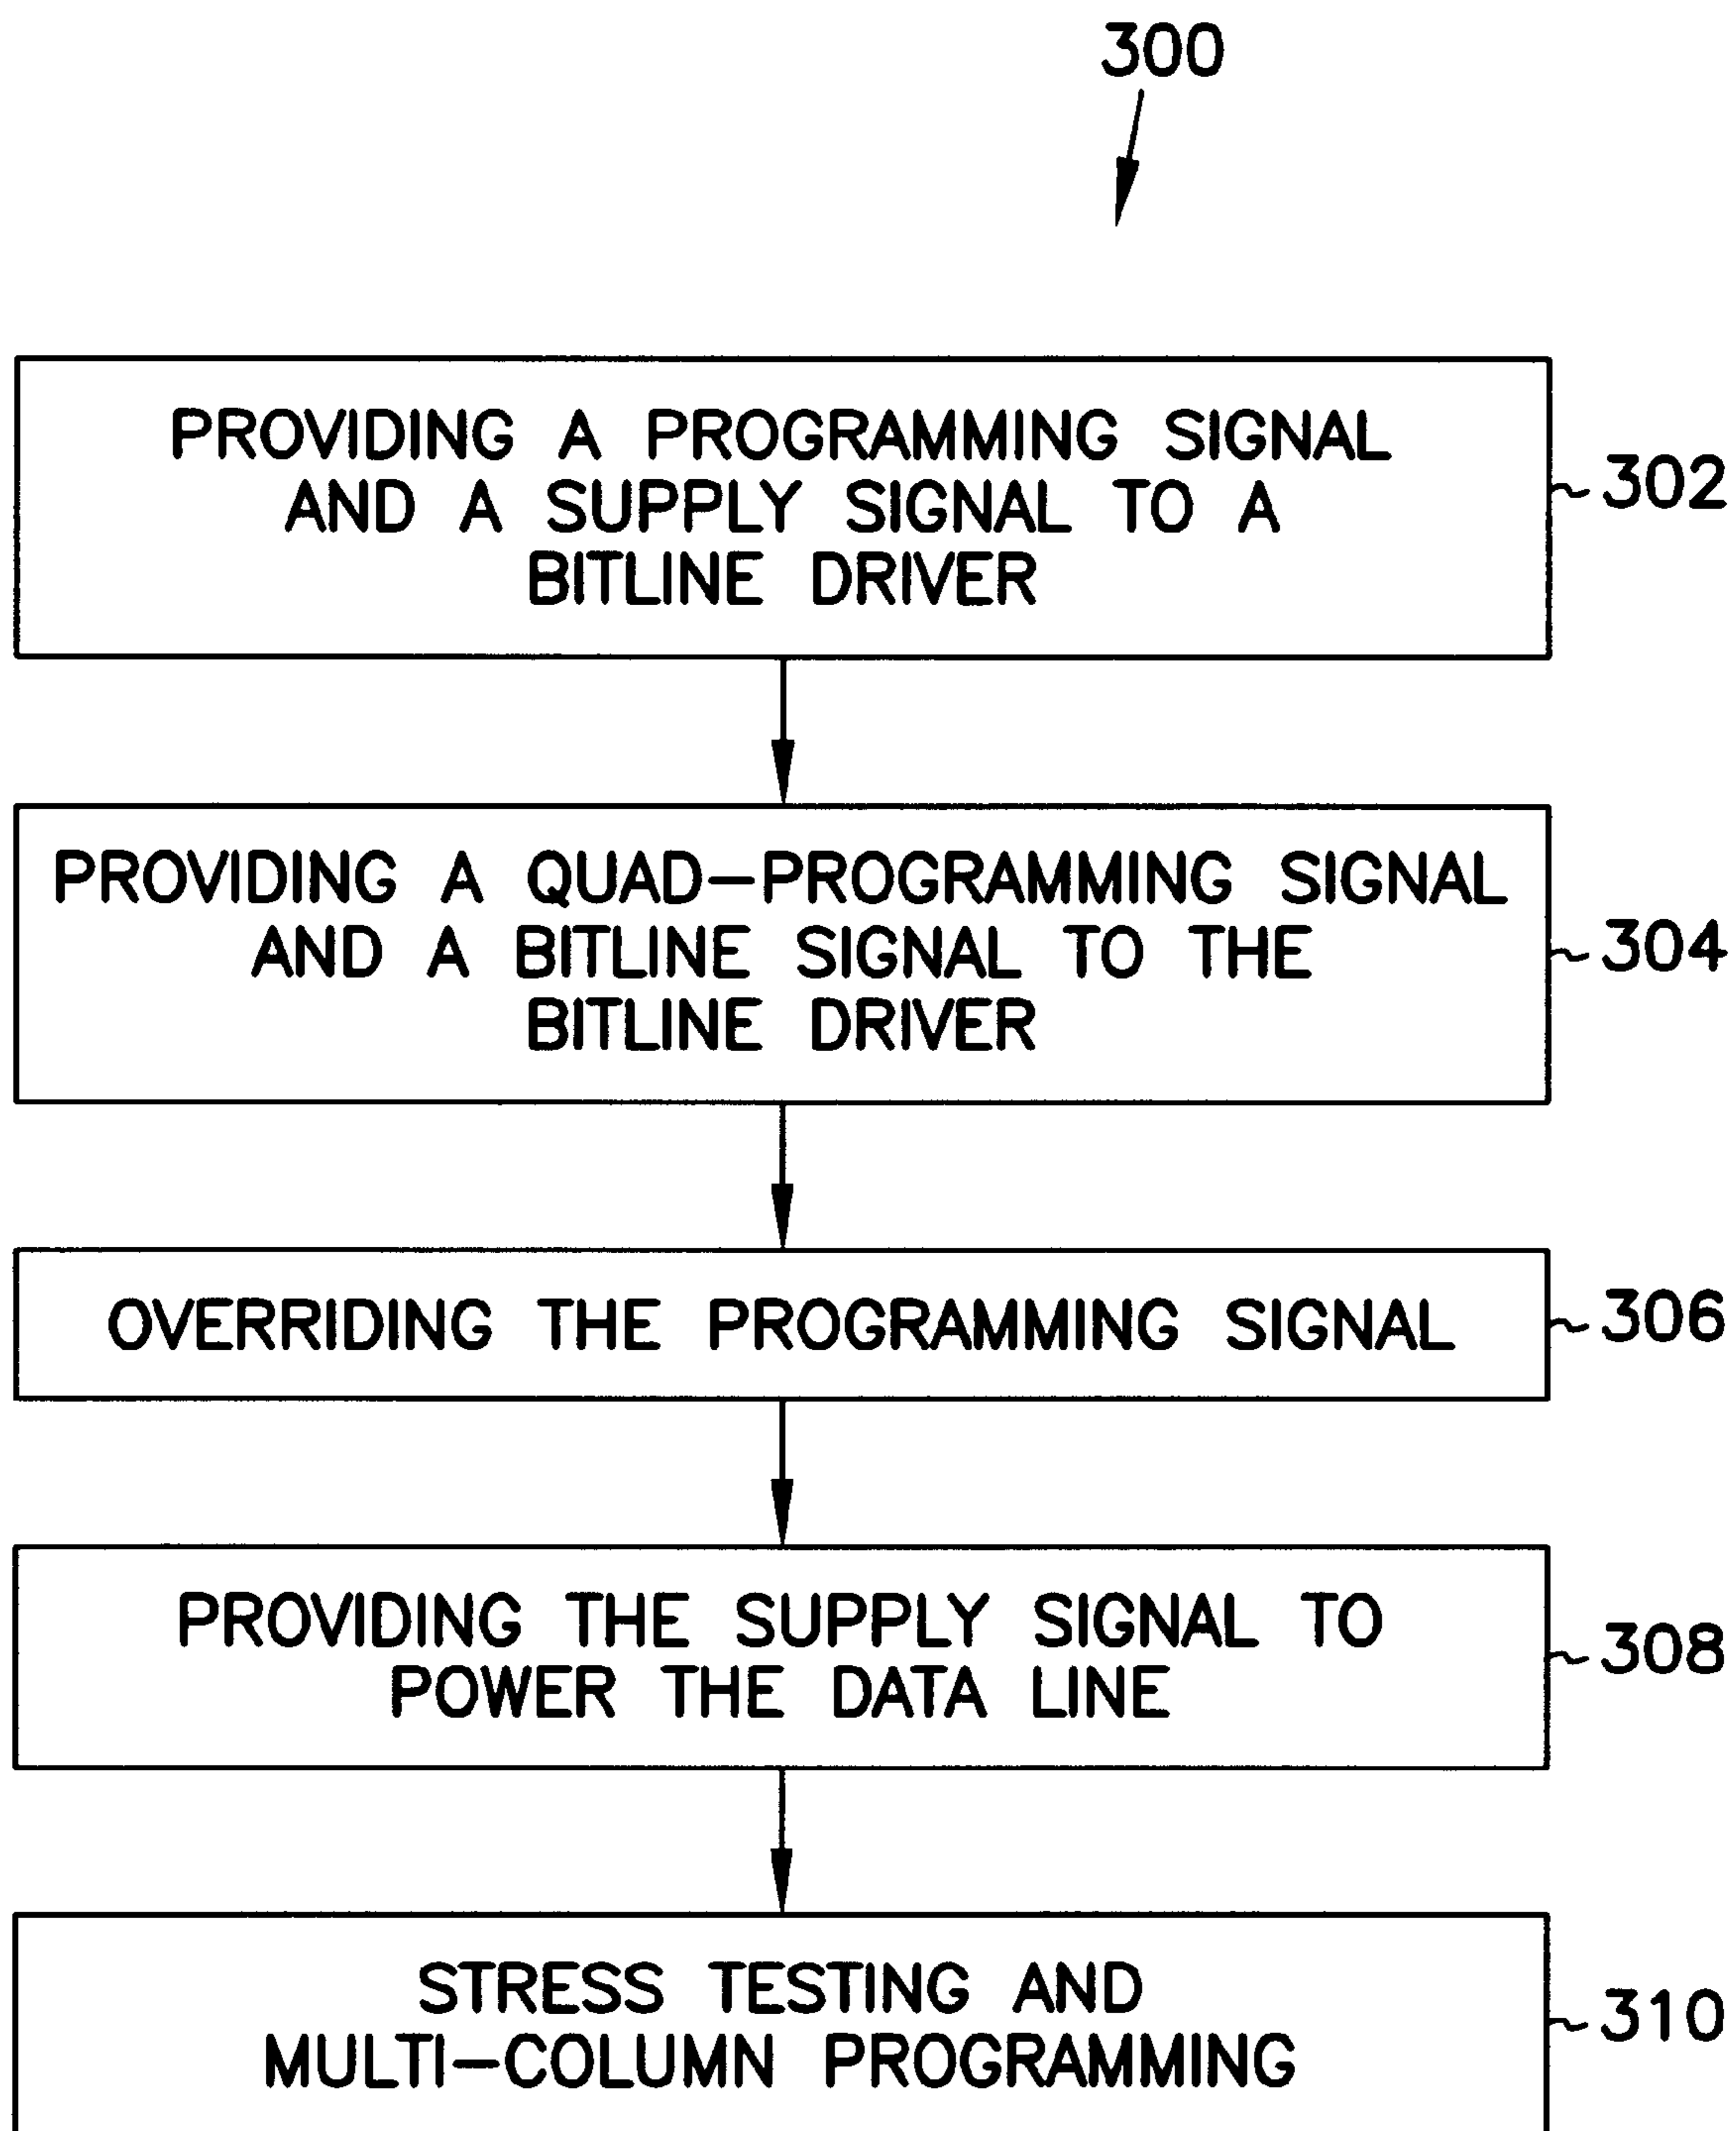 300
PROVIDING A PROGRAMMING SIGNAL
AND A SUPPLY SIGNAL TO A
BITLINE DRIVER
302
PROVIDING A QUAD-PROGRAMMING SIGNAL
AND A BITLINE SIGNAL TO THE
BITLINE DRIVER
304
OVERRIDING THE PROGRAMMING SIGNAL
306
PROVIDING THE SUPPLY SIGNAL TO
POWER THE DATA LINE
308
STRESS TESTING AND
MULTI-COLUMN PROGRAMMING
310